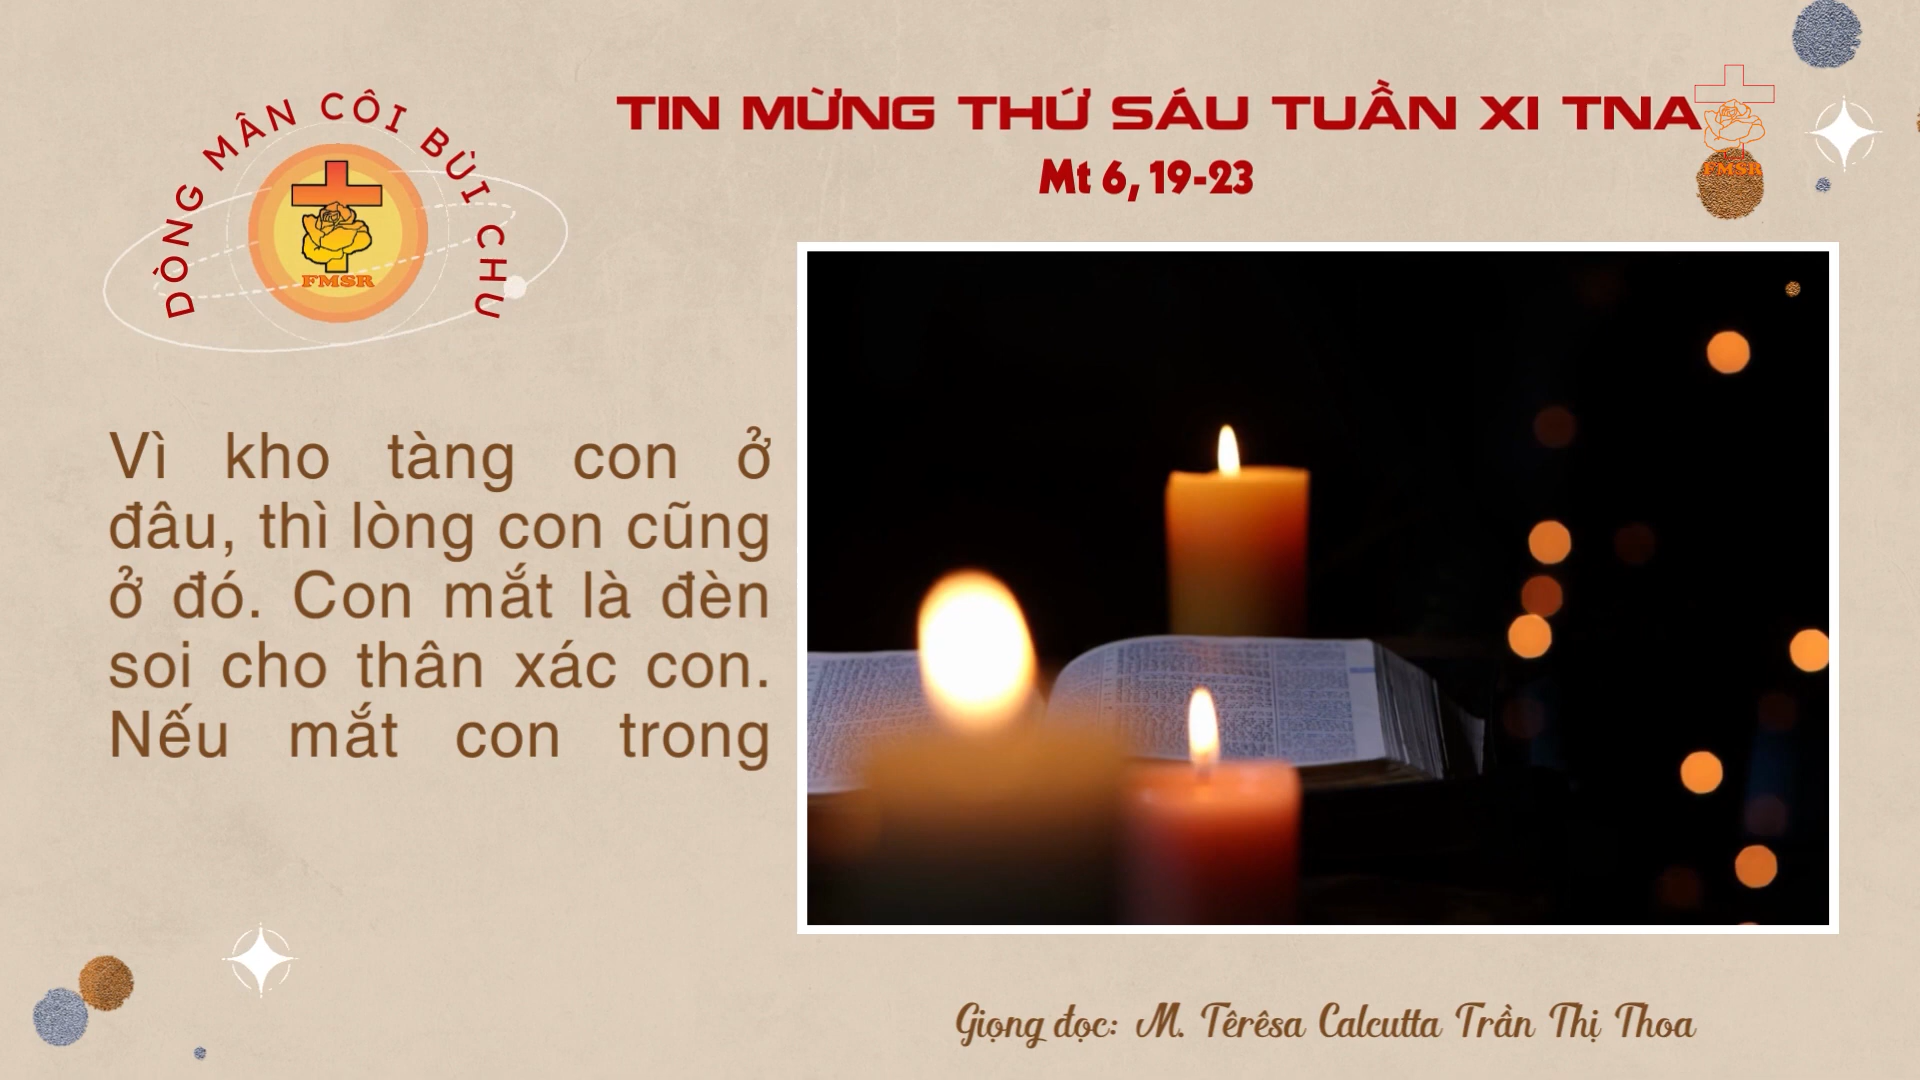 DÒNG MÂN CÔI BÙI CHU
FMSR
TIN MỪNG THỨ SÁU TUẦN XI TNA
FMSR
Mt 6, 19-23
Vì kho tàng con ở
đâu, thì lòng con cũng
ở đó. Con mắt là đèn
soi cho thân xác con.
Nếu mắt con trong
Giọng đọc: M. Têrêsa Calcutta Trần Thị Thoa